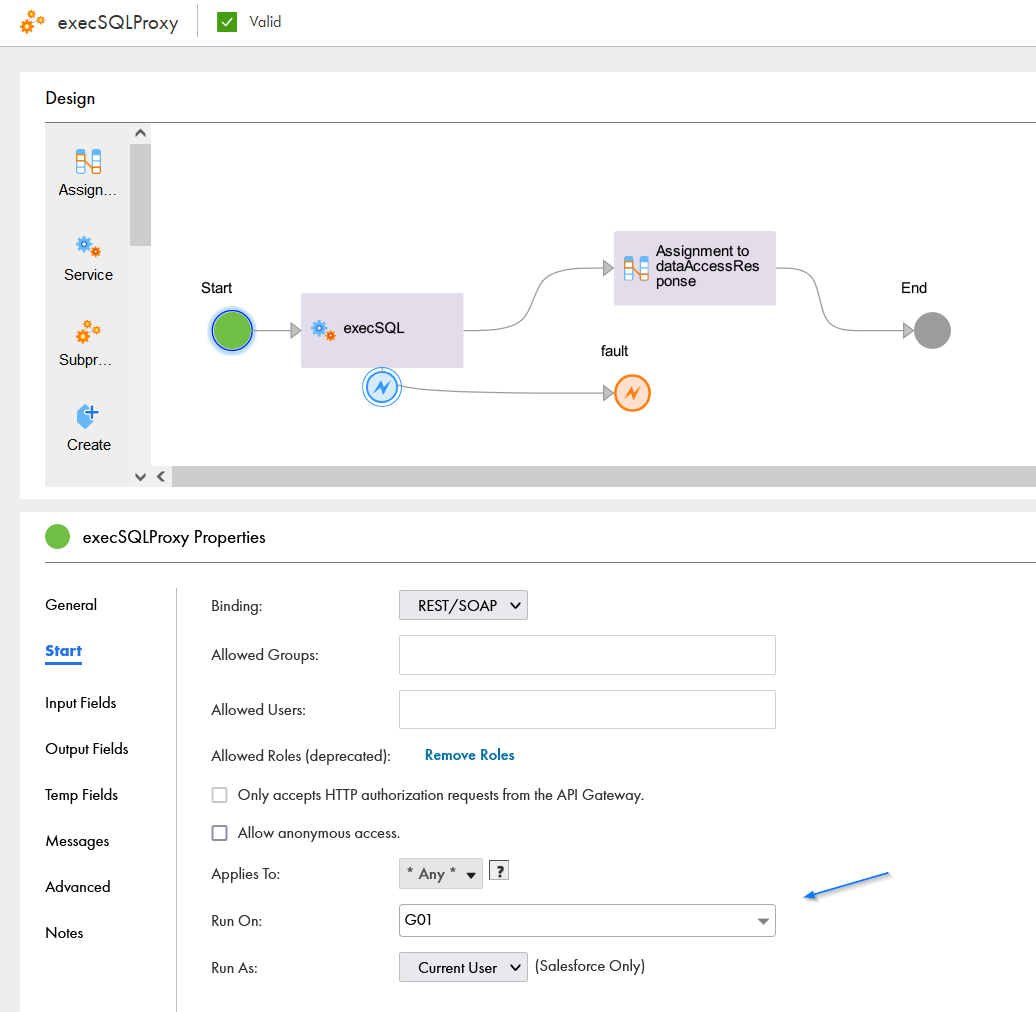 execSQLProxy
Valid
Design
Assign...
Service
Subpr...
Create
Start
execSQL
Assignment to
dataAccessRes
ponse
fault
End
execSQLProxy Properties
General
Start
Input Fields
Output Fields
Temp Fields
Messages
Advanced
Notes
Binding:
REST/SOAP
Allowed Groups:
Allowed Users:
Allowed Roles (deprecated):
Remove Roles
Only accepts HTTP authorization requests from the API Gateway.
Allow anonymous access.
Applies To:
* Any *
?
Run On:
G01
Run As:
Current User
(Salesforce Only)